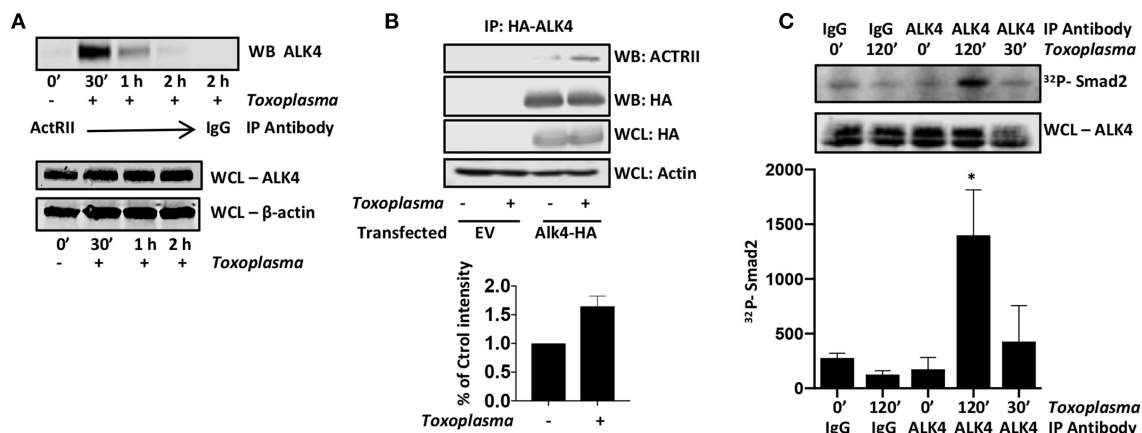 A
WB ALK4
0' 30' 1 h 2 h 2 h
- + + + + Toxoplasma
ActRII IgG IP Antibody
WCL – ALK4
WCL – β-actin
0' 30' 1 h 2 h
- + + + Toxoplasma
B
IP: HA-ALK4
WB: ACTRII
WB: HA
WCL: HA
WCL: Actin
Toxoplasma - + - +
Transfected EV Alk4-HA
% of Ctrol intensity
2.0
1.5
1.0
0.5
0.0
Toxoplasma - +
C
IgG IgG ALK4 ALK4 ALK4 IP Antibody
0' 120' 0' 120' 30' Toxoplasma
³²P- Smad2
WCL – ALK4
³²P- Smad2
2000
1500
1000
500
0
*
0' 120' 0' 120' 30' Toxoplasma
IgG IgG ALK4 ALK4 ALK4 IP Antibody